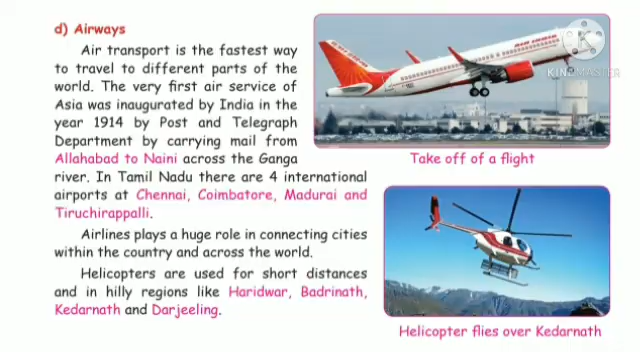 d) Airways
Air transport is the fastest way
to travel to different parts of the
world. The very first air service of
Asia was inaugurated by India in the
year 1914 by Post and Telegraph
Department by carrying mail from
Allahabad to Naini across the Ganga
river. In Tamil Nadu there are 4 international
airports at Chennai, Coimbatore, Madurai and
Tiruchirappalli.
Airlines plays a huge role in connecting cities
within the country and across the world.
Helicopters are used for short distances
and in hilly regions like Haridwar, Badrinath,
Kedarnath and Darjeeling.
AIR INDIA
KINEMASTER
Take off of a flight
Helicopter flies over Kedarnath